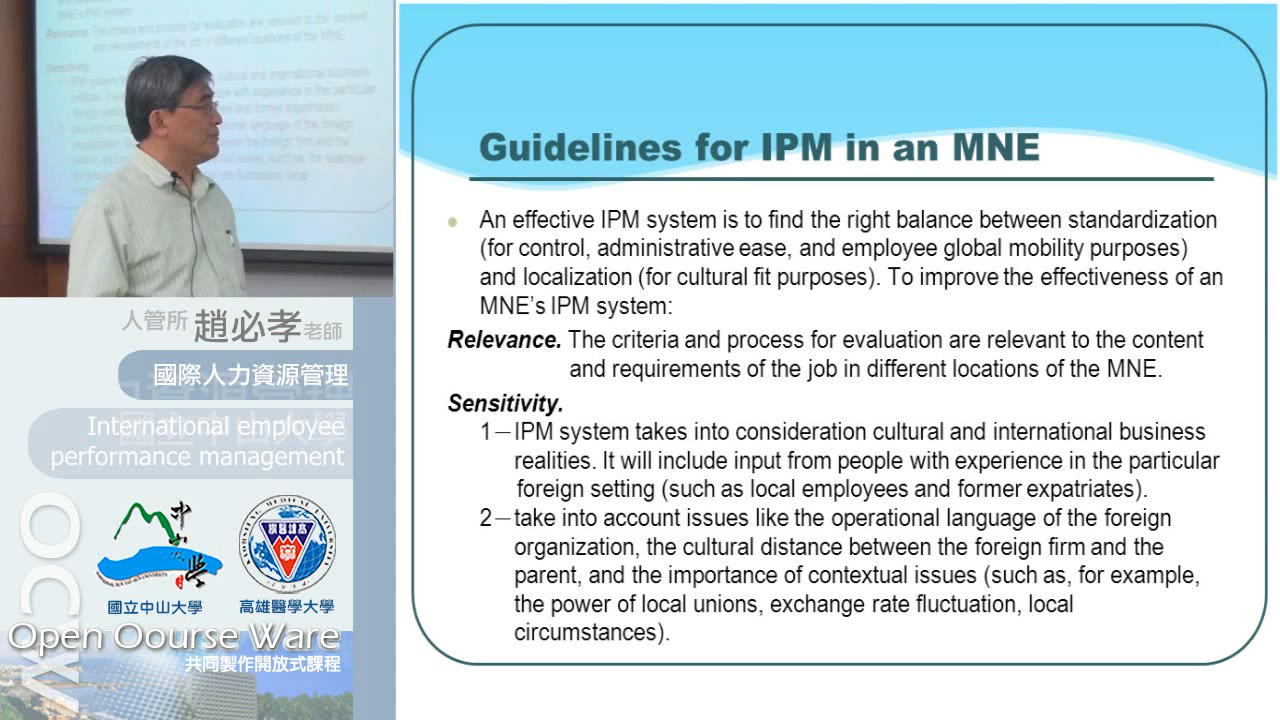 Guidelines for IPM in an MNE
An effective IPM system is to find the right balance between standardization
(for control, administrative ease, and employee global mobility purposes)
and localization (for cultural fit purposes). To improve the effectiveness of an
MNE's IPM system:
Relevance. The criteria and process for evaluation are relevant to the content
and requirements of the job in different locations of the MNE.
Sensitivity.
1－IPM system takes into consideration cultural and international business
realities. It will include input from people with experience in the particular
foreign setting (such as local employees and former expatriates).
2－take into account issues like the operational language of the foreign
organization, the cultural distance between the foreign firm and the
parent, and the importance of contextual issues (such as, for example,
the power of local unions, exchange rate fluctuation, local
circumstances).
人管所 趙必孝老師
國際人力資源管理
International employee
performance management
OCW
中山大學
國立中山大學
高雄醫學大學
Open Oourse Ware
共同製作開放式課程